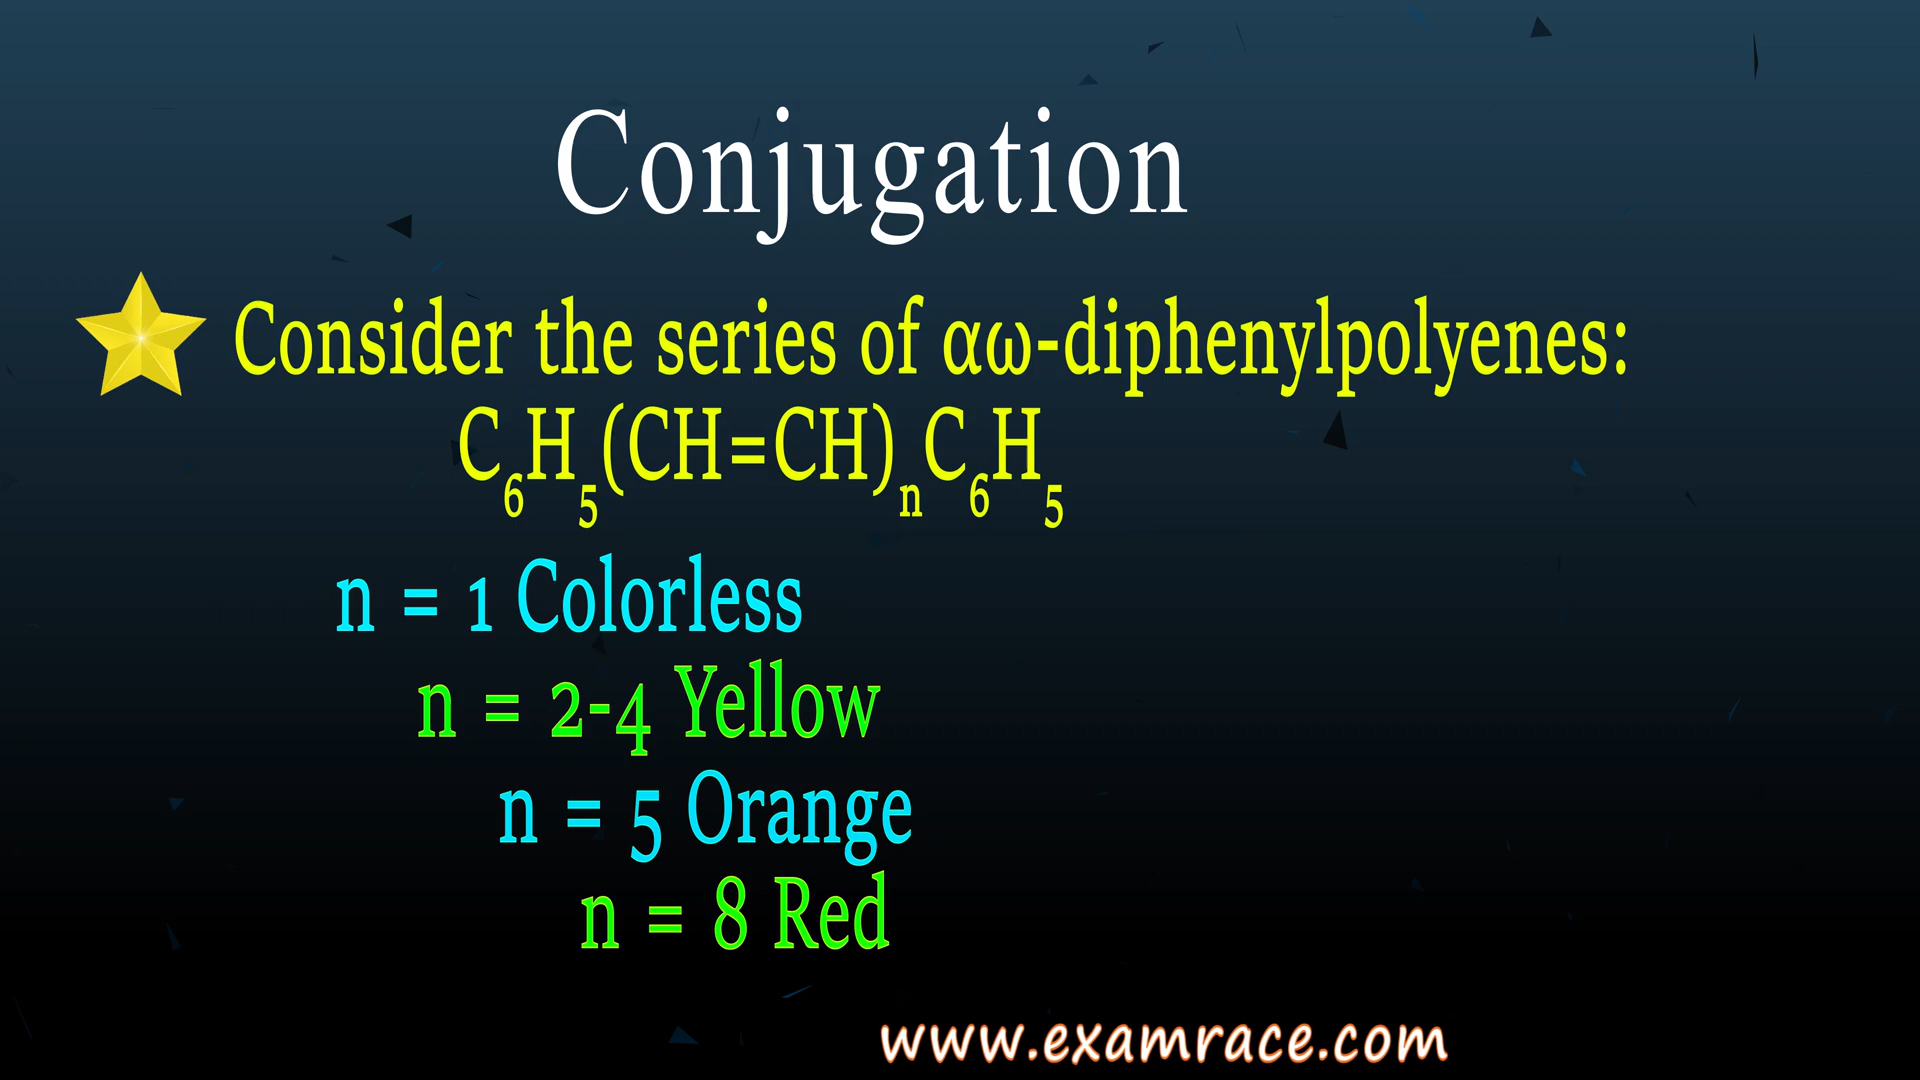 Conjugation
Consider the series of αω-diphenylpolyenes:
C₆H₅(CH=CH)ₙC₆H₅
n = 1 Colorless
n = 2-4 Yellow
n = 5 Orange
n = 8 Red
www.examrace.com